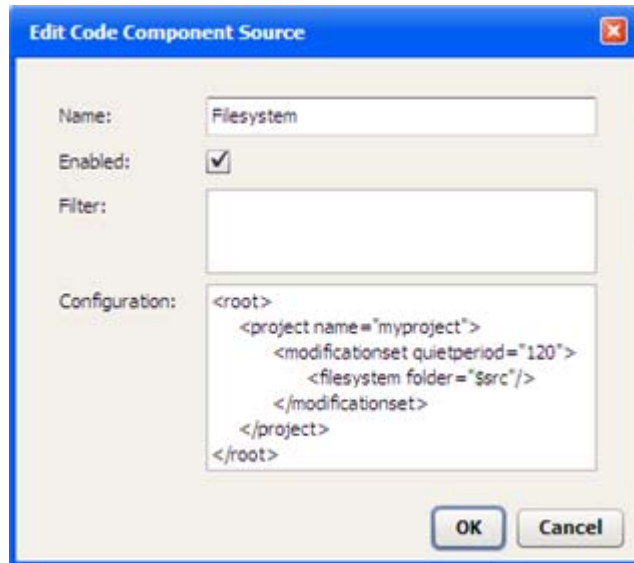 Edit Code Component Source
Name: Filesystem
Enabled:
Filter:
Configuration: <root>
<project name="myproject">
<modificationset quietperiod="120">
<filesystem folder="$src"/>
</modificationset>
</project>
</root>
OK Cancel